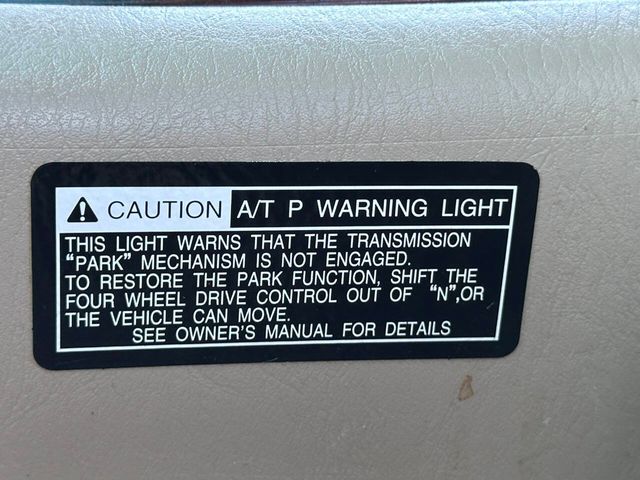 CAUTION A/T P WARNING LIGHT
THIS LIGHT WARNS THAT THE TRANSMISSION
“PARK” MECHANISM IS NOT ENGAGED.
TO RESTORE THE PARK FUNCTION, SHIFT THE
FOUR WHEEL DRIVE CONTROL OUT OF “N”,OR
THE VEHICLE CAN MOVE.
SEE OWNER'S MANUAL FOR DETAILS